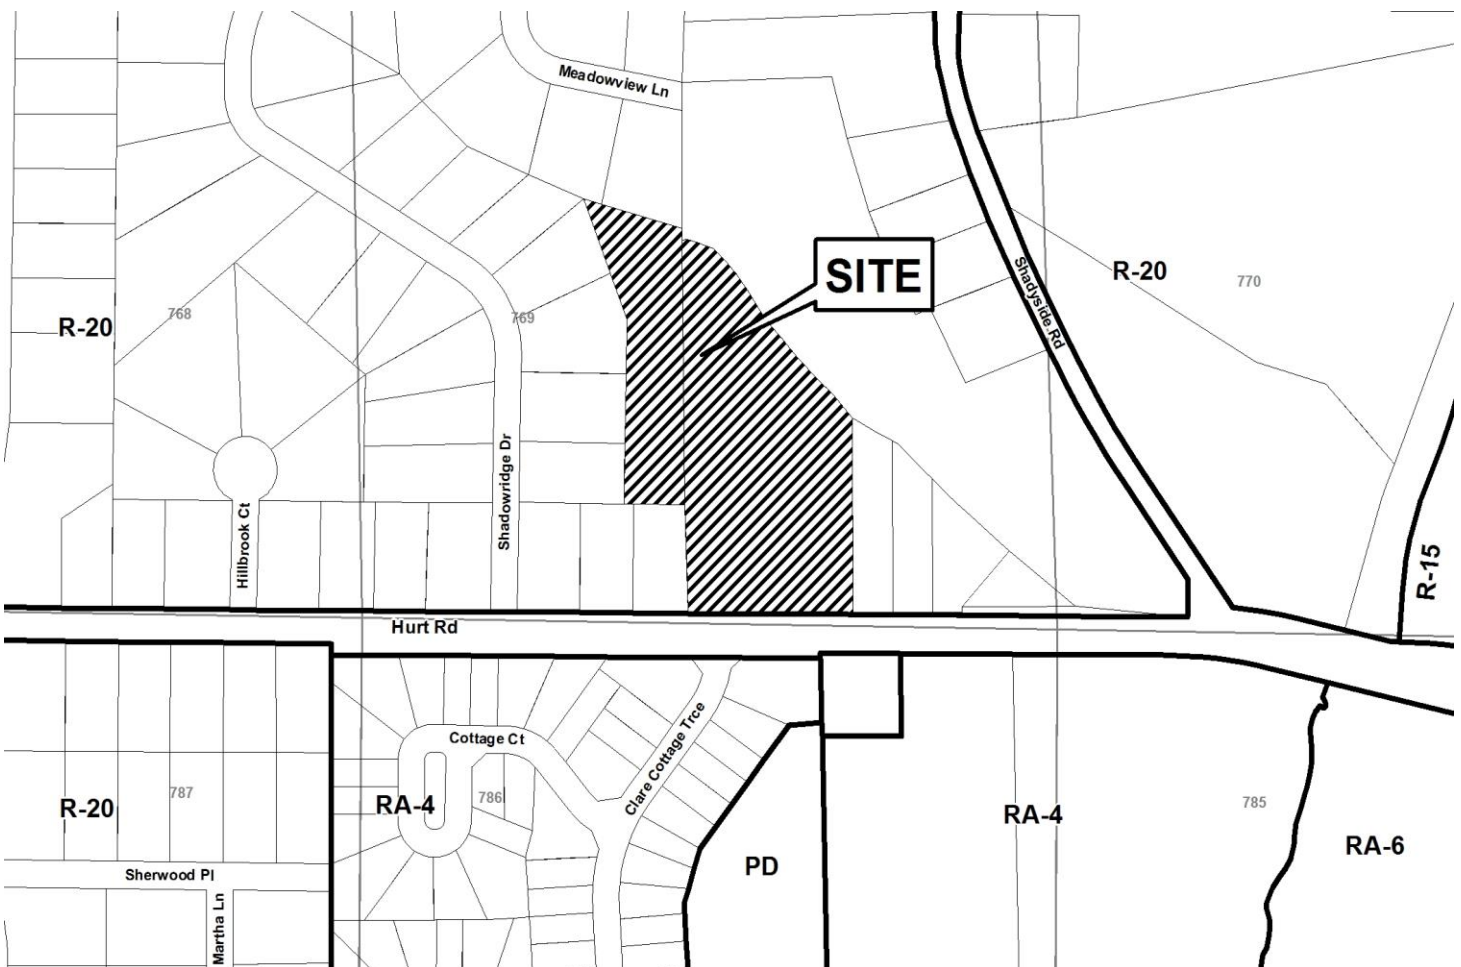 Meadowview Ln
SITE
R-20
770
Shadyside Rd
768
769
R-20
Shadowridge Dr
Hillbrook Ct
R-15
Hurt Rd
Cottage Ct
Clare Cottage Trce
R-20
787
RA-4
786
RA-4
785
RA-6
PD
Sherwood Pl
Martha Ln